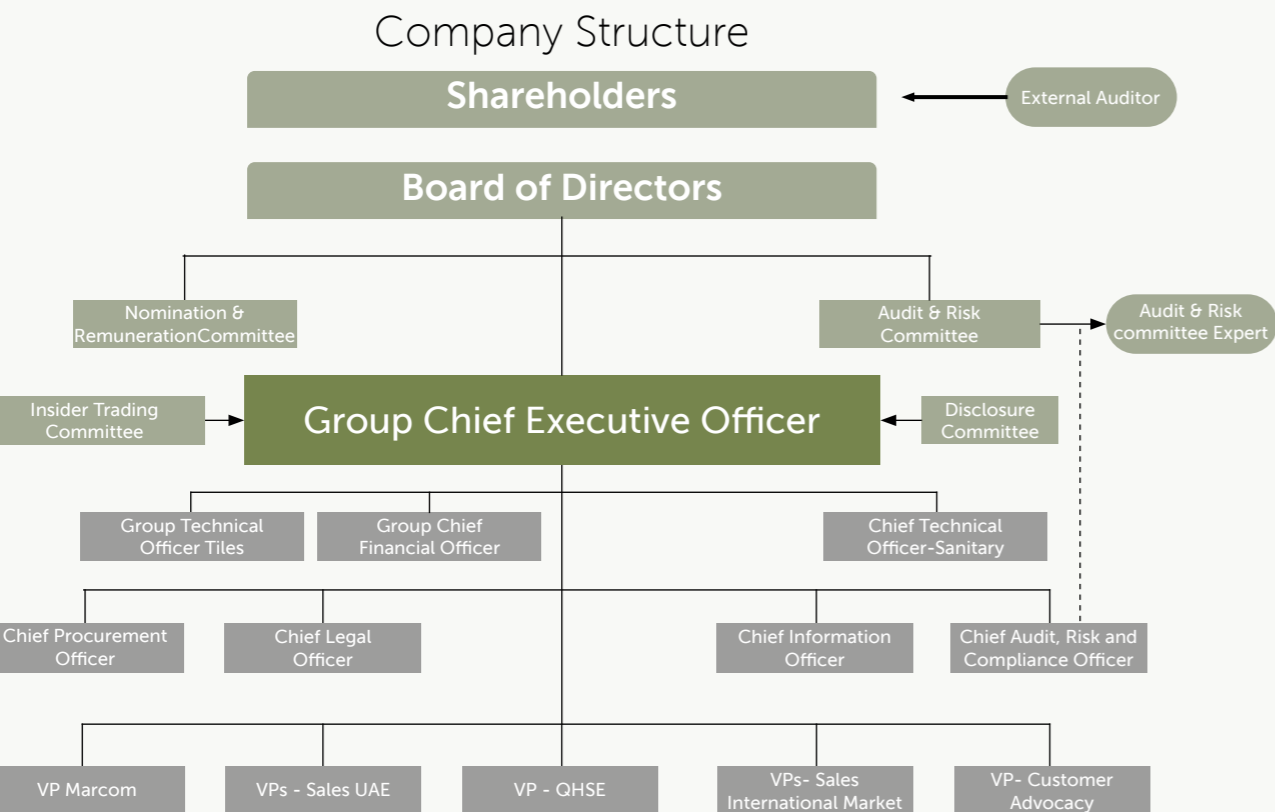 Company Structure
Shareholders
External Auditor
Board of Directors
Nomination &
RemunerationCommittee
Audit & Risk
Committee
Audit & Risk
committee Expert
Insider Trading
Committee
Group Chief Executive Officer
Disclosure
Committee
Group Technical
Officer Tiles
Group Chief
Financial Officer
Chief Technical
Officer-Sanitary
Chief Procurement
Officer
Chief Legal
Officer
Chief Information
Officer
Chief Audit, Risk and
Compliance Officer
VP Marcom
VPs - Sales UAE
VP - QHSE
VPs- Sales
International Market
VP- Customer
Advocacy